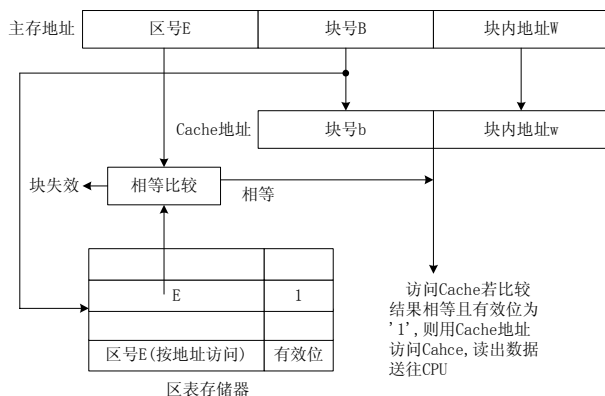 主存地址 区号E 块号B 块内地址W
Cache地址 块号b 块内地址w
块失效 相等比较 相等
E 1
区号E(按地址访问) 有效位
区表存储器
访问Cache若比较
结果相等且有效位为
'1',则用Cache地址
访问Cahce,读出数据
送往CPU